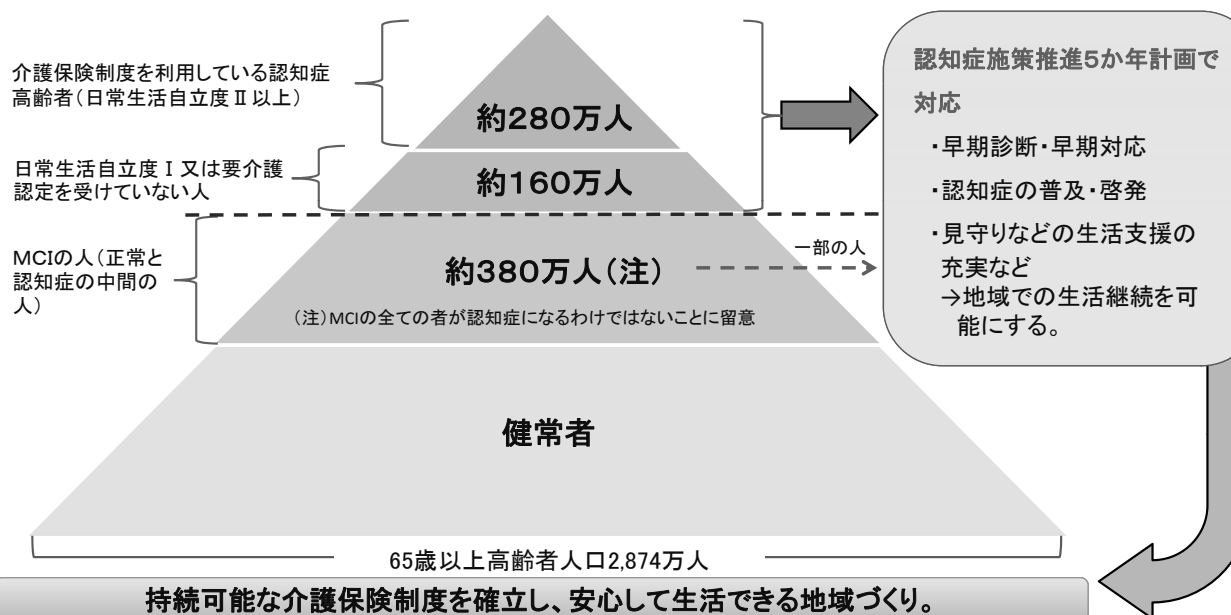 介護保険制度を利用している認知症
高齢者(日常生活自立度Ⅱ以上)
約280万人
日常生活自立度Ⅰ又は要介護
認定を受けていない人
約160万人
MCIの人(正常と
認知症の中間の
人)
約380万人(注)
(注)MCIの全ての者が認知症になるわけではないことに留意
一部の人
健常者
65歳以上高齢者人口2,874万人
認知症施策推進5か年計画で
対応
・早期診断・早期対応
・認知症の普及・啓発
・見守りなどの生活支援の
充実など
→地域での生活継続を可
能にする。
持続可能な介護保険制度を確立し、安心して生活できる地域づくり。